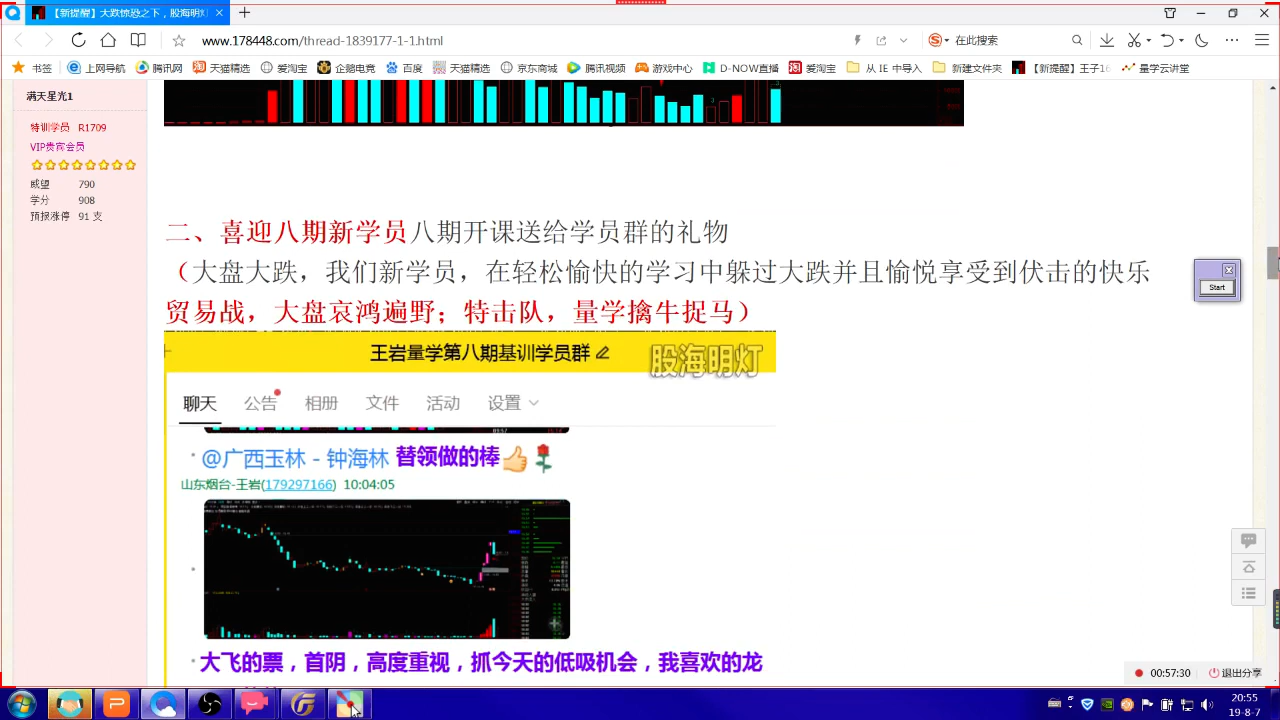 【新提醒】大跌惊恐之下，股海明灯
www.178448.com/thread-1839177-1-1.html
在此搜索
书签 上网导航 腾讯网 天猫精选 爱淘宝 企鹅电竞 百度 天猫精选 京东商城 腾讯视频 游戏中心 D-NOW直播 爱淘宝 从 IE 中导入 新建文件夹 【新提醒】王子16 量学云讲堂
满天星光1
特训学员 R1709
VIP贵宾会员
威望 790
学分 908
预报涨停 91 支
二、喜迎八期新学员八期开课送给学员群的礼物
（大盘大跌，我们新学员，在轻松愉快的学习中躲过大跌并且愉悦享受到伏击的快乐
贸易战，大盘哀鸿遍野；特击队，量学擒牛捉马）
Start
王岩量学第八期基训学员群
股海明灯
聊天 公告 相册 文件 活动 设置
@广西玉林－钟海林 替领做的棒
山东烟台-王岩(179297166) 10:04:05
大飞的票，首阴，高度重视，抓今天的低吸机会，我喜欢的龙
00:57:30 退出分享
20:55
19-8-7